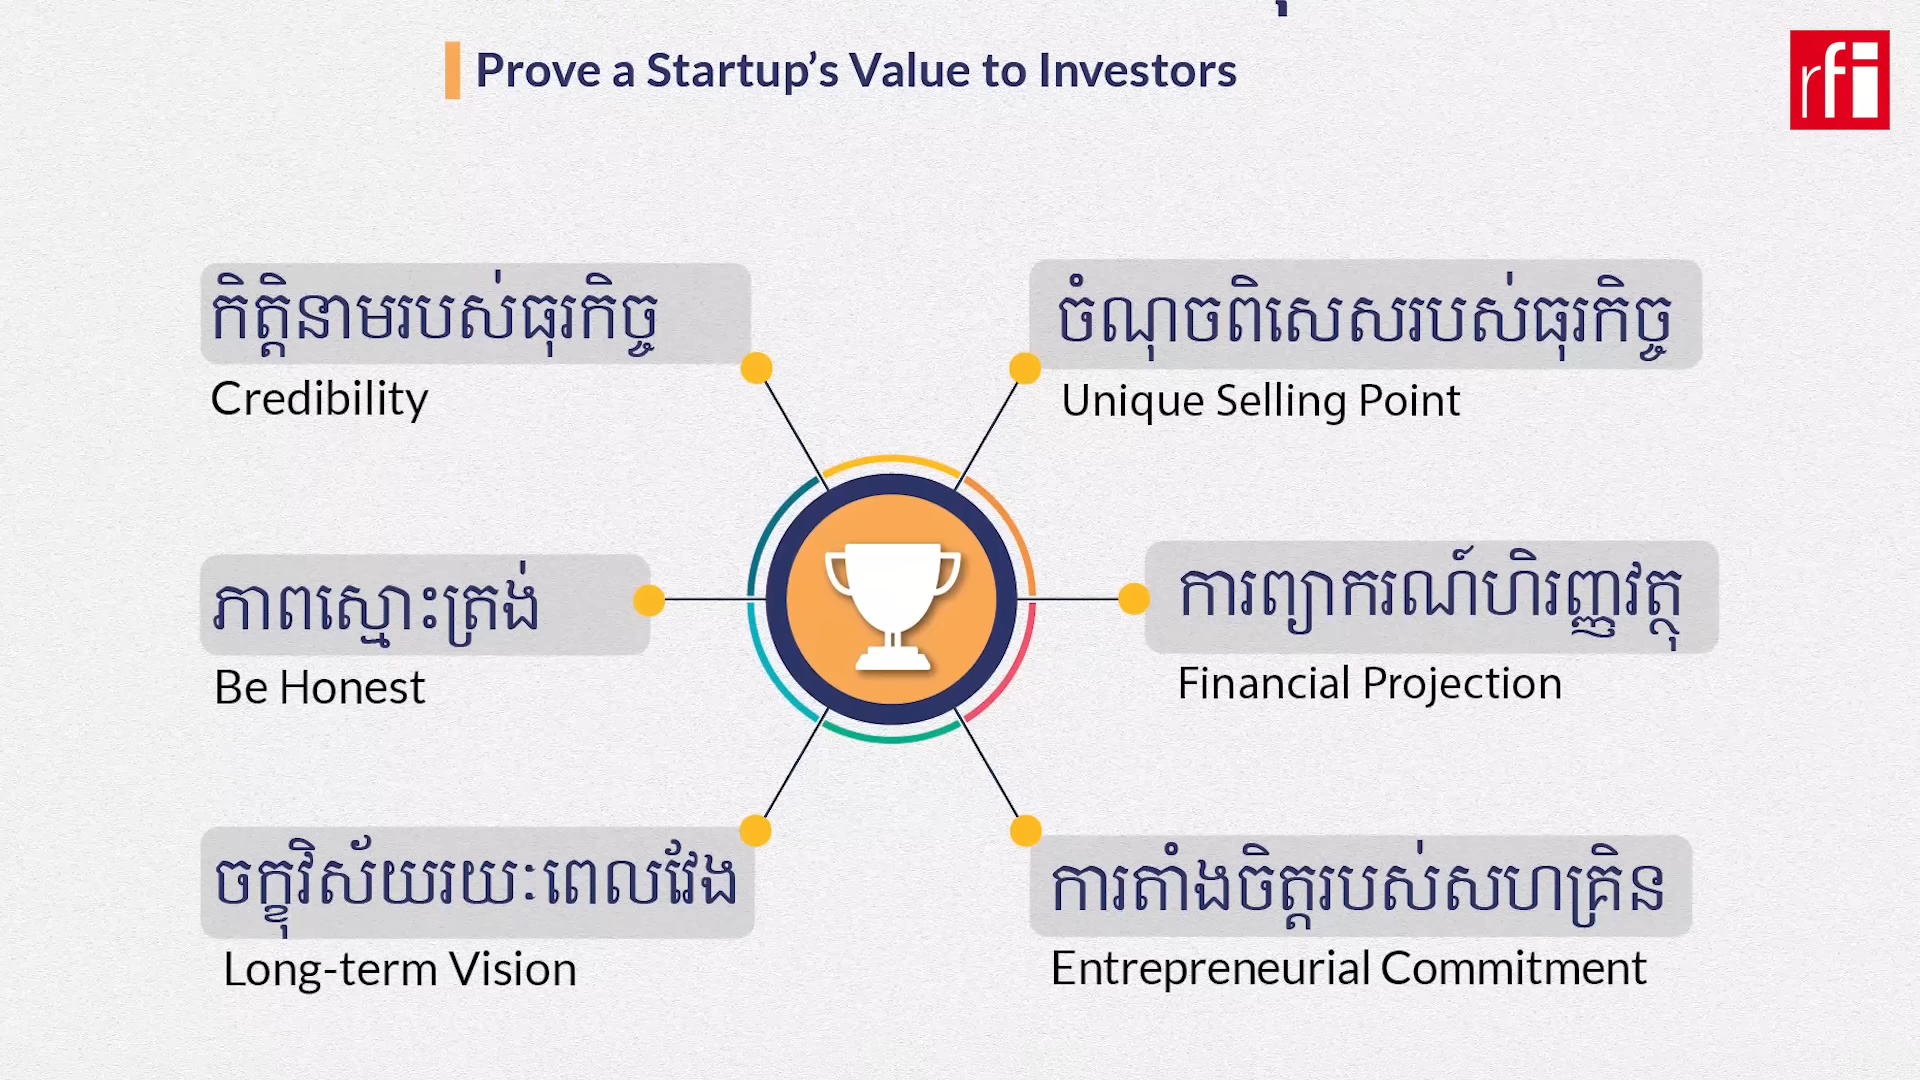 Prove a Startup’s Value to Investors
rfi
កិត្តិនាមរបស់ធុរកិច្ច
Credibility
ចំណុចពិសេសរបស់ធុរកិច្ច
Unique Selling Point
ភាពស្មោះត្រង់
Be Honest
ការព្យាករណ៍ហិរញ្ញវត្ថុ
Financial Projection
ចក្ខុវិស័យរយៈពេលវែង
Long-term Vision
ការតាំងចិត្តរបស់សហគ្រិន
Entrepreneurial Commitment